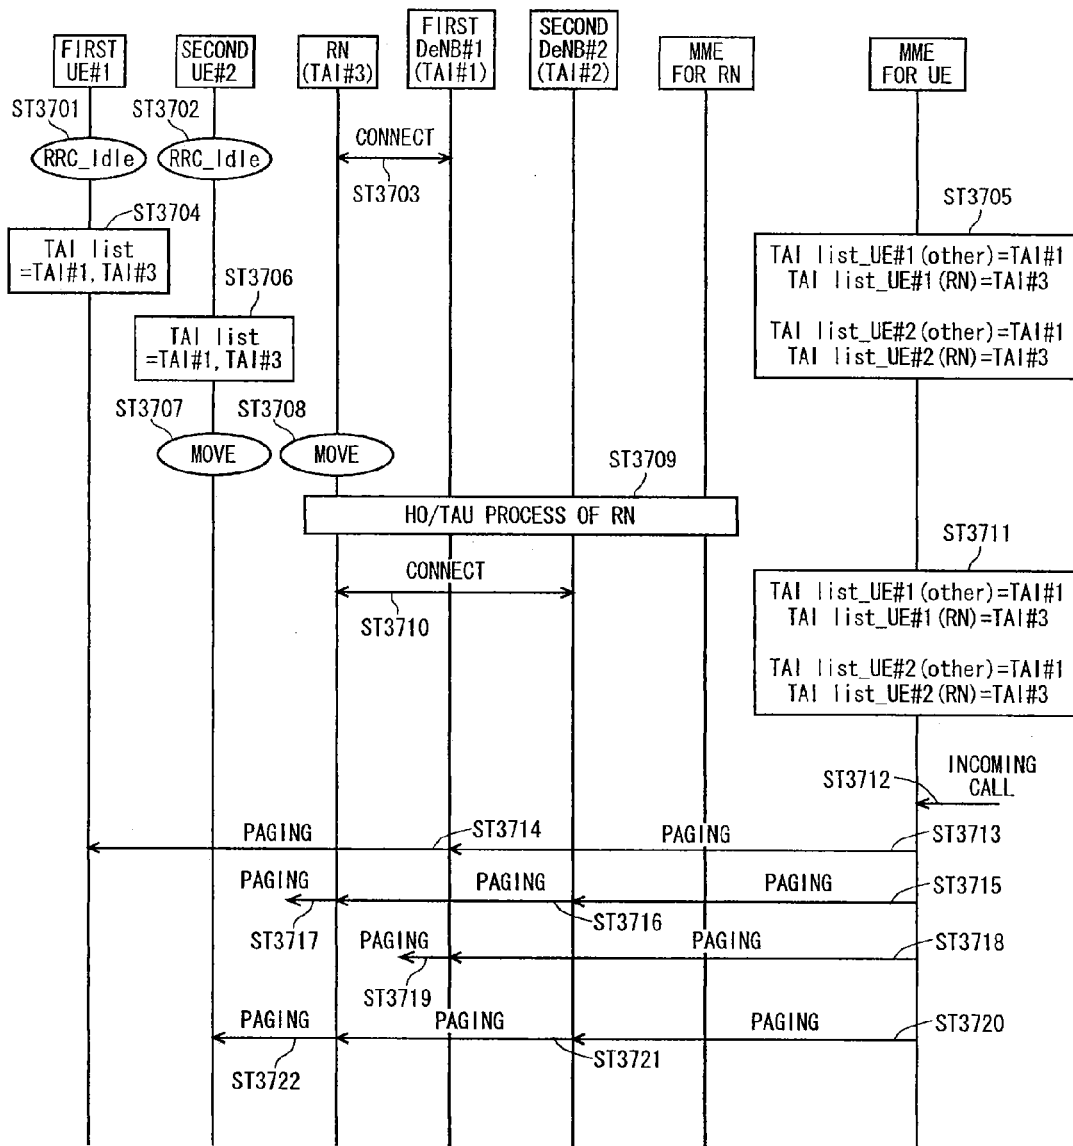 FIRST
UE#1
SECOND
UE#2
RN
(TAI#3)
FIRST
DeNB#1
(TAI#1)
SECOND
DeNB#2
(TAI#2)
MME
FOR RN
MME
FOR UE
ST3701
RRC_Idle
ST3702
RRC_Idle
CONNECT
ST3703
ST3704
TAI list
=TAI#1, TAI#3
ST3705
TAI list_UE#1(other)=TAI#1
TAI list_UE#1(RN)=TAI#3
TAI list_UE#2(other)=TAI#1
TAI list_UE#2(RN)=TAI#3
ST3706
TAI list
=TAI#1, TAI#3
ST3707
MOVE
ST3708
MOVE
ST3709
HO/TAU PROCESS OF RN
CONNECT
ST3710
ST3711
TAI list_UE#1(other)=TAI#1
TAI list_UE#1(RN)=TAI#3
TAI list_UE#2(other)=TAI#1
TAI list_UE#2(RN)=TAI#3
ST3712
INCOMING
CALL
PAGING
ST3714
PAGING
ST3713
PAGING
ST3717
PAGING
ST3716
PAGING
ST3715
PAGING
ST3719
PAGING
ST3718
PAGING
ST3722
PAGING
ST3721
PAGING
ST3720